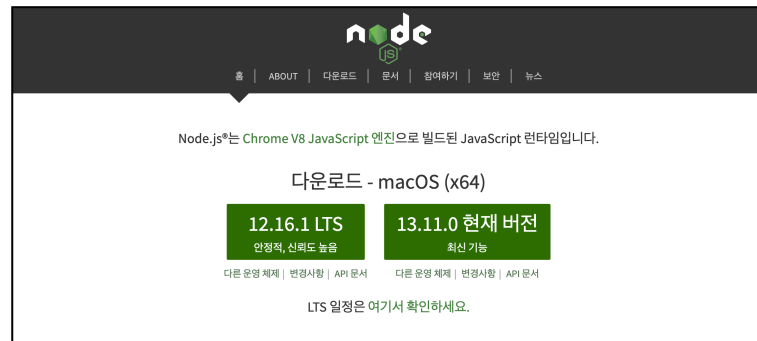 node
JS
홈 | ABOUT | 다운로드 | 문서 | 참여하기 | 보안 | 뉴스
Node.js®는 Chrome V8 JavaScript 엔진으로 빌드된 JavaScript 런타임입니다.
다운로드 - macOS (x64)
12.16.1 LTS
안정적, 신뢰도 높음
다른 운영 체제 | 변경사항 | API 문서
13.11.0 현재 버전
최신 기능
다른 운영 체제 | 변경사항 | API 문서
LTS 일정은 여기서 확인하세요.